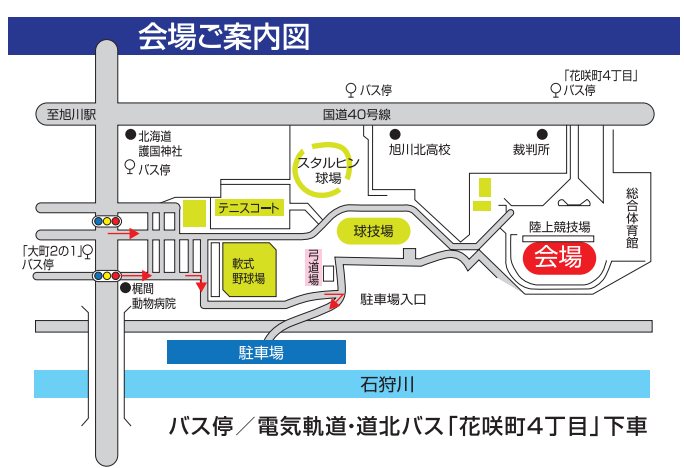 会場ご案内図
「花咲町4丁目」
バス停
バス停
至旭川駅
国道40号線
北海道
護国神社
バス停
スタルヒン
球場
旭川北高校
裁判所
総合体育館
テニスコート
球技場
陸上競技場
会場
「大町2の1」
バス停
軟式
野球場
弓道場
梶間
動物病院
駐車場入口
駐車場
石狩川
バス停／電気軌道・道北バス「花咲町4丁目」下車